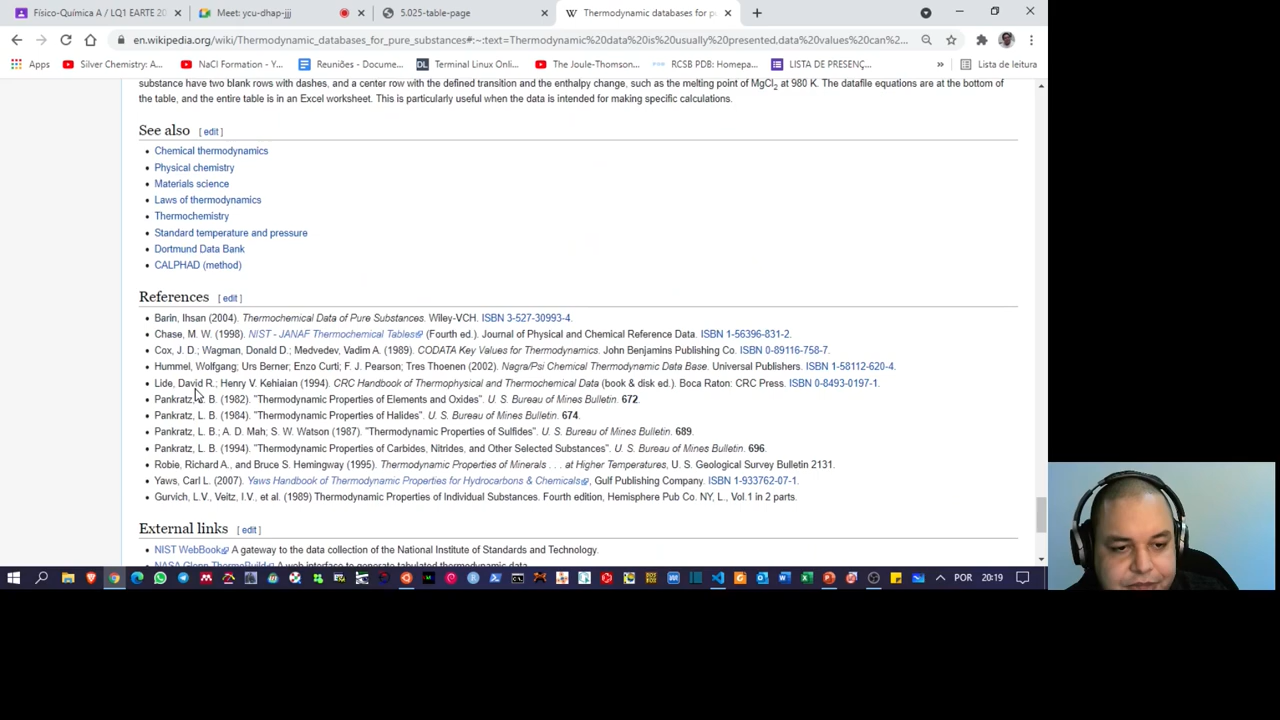 Físico-Química A / LQ1 EARTE 20
Meet: ycu-dhap-jjj
5.025-table-page
Thermodynamic databases for pu
en.wikipedia.org/wiki/Thermodynamic_databases_for_pure_substances#:~:text=Thermodynamic%20data%20is%20usually%20presented,data%20values%20can%2...
Apps
Silver Chemistry: A...
NaCl Formation - Y...
Reuniões - Docume...
Terminal Linux Onli...
The Joule-Thomson...
RCSB PDB: Homepa...
LISTA DE PRESENÇ...
»
Lista de leitura
substance have two blank rows with dashes, and a center row with the defined transition and the enthalpy change, such as the melting point of MgCl2 at 980 K. The datafile equations are at the bottom of
the table, and the entire table is in an Excel worksheet. This is particularly useful when the data is intended for making specific calculations.
See also [ edit ]
• Chemical thermodynamics
• Physical chemistry
• Materials science
• Laws of thermodynamics
• Thermochemistry
• Standard temperature and pressure
• Dortmund Data Bank
• CALPHAD (method)
References [ edit ]
• Barin, Ihsan (2004). Thermochemical Data of Pure Substances. Wiley-VCH. ISBN 3-527-30993-4.
• Chase, M. W. (1998). NIST - JANAF Thermochemical Tables (Fourth ed.). Journal of Physical and Chemical Reference Data. ISBN 1-56396-831-2.
• Cox, J. D.; Wagman, Donald D.; Medvedev, Vadim A. (1989). CODATA Key Values for Thermodynamics. John Benjamins Publishing Co. ISBN 0-89116-758-7.
• Hummel, Wolfgang; Urs Berner; Enzo Curti; F. J. Pearson; Tres Thoenen (2002). Nagra/Psi Chemical Thermodynamic Data Base. Universal Publishers. ISBN 1-58112-620-4.
• Lide, David R.; Henry V. Kehiaian (1994). CRC Handbook of Thermophysical and Thermochemical Data (book & disk ed.). Boca Raton: CRC Press. ISBN 0-8493-0197-1.
• Pankratz, L. B. (1982). "Thermodynamic Properties of Elements and Oxides". U. S. Bureau of Mines Bulletin. 672.
• Pankratz, L. B. (1984). "Thermodynamic Properties of Halides". U. S. Bureau of Mines Bulletin. 674.
• Pankratz, L. B.; A. D. Mah; S. W. Watson (1987). "Thermodynamic Properties of Sulfides". U. S. Bureau of Mines Bulletin. 689.
• Pankratz, L. B. (1994). "Thermodynamic Properties of Carbides, Nitrides, and Other Selected Substances". U. S. Bureau of Mines Bulletin. 696.
• Robie, Richard A., and Bruce S. Hemingway (1995). Thermodynamic Properties of Minerals . . . at Higher Temperatures, U. S. Geological Survey Bulletin 2131.
• Yaws, Carl L. (2007). Yaws Handbook of Thermodynamic Properties for Hydrocarbons & Chemicals, Gulf Publishing Company. ISBN 1-933762-07-1.
• Gurvich, L.V., Veitz, I.V., et al. (1989) Thermodynamic Properties of Individual Substances. Fourth edition, Hemisphere Pub Co. NY, L., Vol.1 in 2 parts.
External links [ edit ]
• NIST WebBook A gateway to the data collection of the National Institute of Standards and Technology.
NASA Glenn ThermoBuild A web interface to generate tabulated thermodynamic data.
POR 20:19